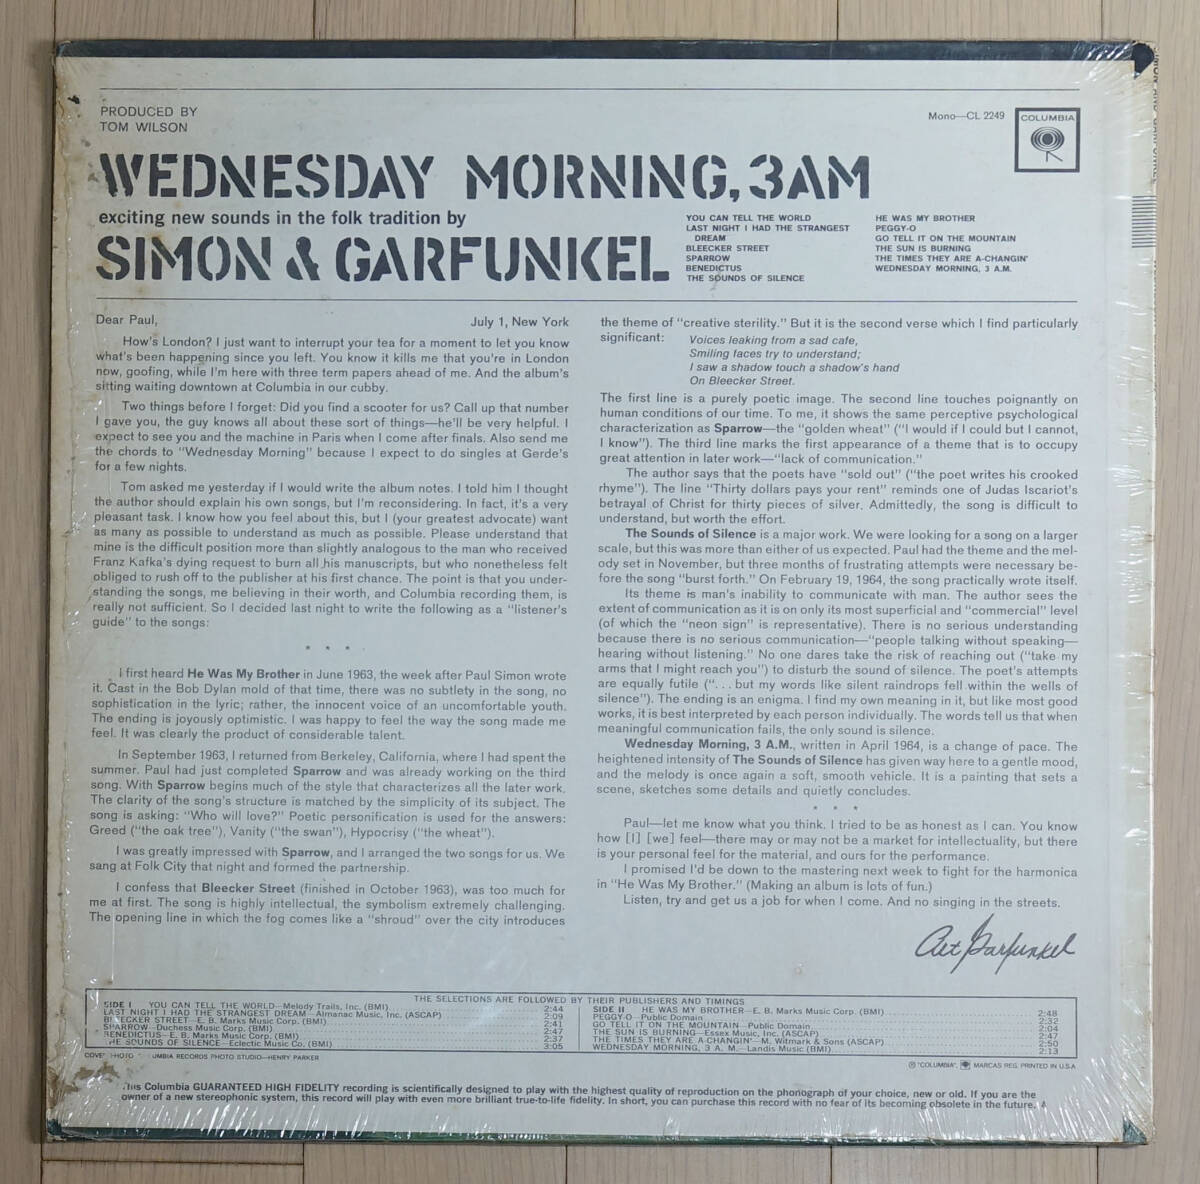 PRODUCED BY
TOM WILSON
Mono—CL 2249
COLUMBIA
WEDNESDAY MORNING, 3AM
exciting new sounds in the folk tradition by
SIMON & GARFUNKEL
YOU CAN TELL THE WORLD
LAST NIGHT I HAD THE STRANGEST
DREAM
BLEECKER STREET
SPARROW
BENEDICTUS
THE SOUNDS OF SILENCE
HE WAS MY BROTHER
PEGGY-O
GO TELL IT ON THE MOUNTAIN
THE SUN IS BURNING
THE TIMES THEY ARE A-CHANGIN'
WEDNESDAY MORNING, 3 A.M.
Dear Paul,
July 1, New York
How's London? I just want to interrupt your tea for a moment to let you know
what's been happening since you left. You know it kills me that you're in London
now, goofing, while I'm here with three term papers ahead of me. And the album's
sitting waiting downtown at Columbia in our cubby.
Two things before I forget: Did you find a scooter for us? Call up that number
I gave you, the guy knows all about these sort of things—he'll be very helpful. I
expect to see you and the machine in Paris when I come after finals. Also send me
the chords to "Wednesday Morning" because I expect to do singles at Gerde's
for a few nights.
Tom asked me yesterday if I would write the album notes. I told him I thought
the author should explain his own songs, but I'm reconsidering. In fact, it's a very
pleasant task. I know how you feel about this, but I (your greatest advocate) want
as many as possible to understand as much as possible. Please understand that
mine is the difficult position more than slightly analogous to the man who received
Franz Kafka's dying request to burn all his manuscripts, but who nonetheless felt
obliged to rush off to the publisher at his first chance. The point is that you under-
standing the songs, me believing in their worth, and Columbia recording them, is
really not sufficient. So I decided last night to write the following as a "listener's
guide" to the songs:
* * *
I first heard He Was My Brother in June 1963, the week after Paul Simon wrote
it. Cast in the Bob Dylan mold of that time, there was no subtlety in the song, no
sophistication in the lyric; rather, the innocent voice of an uncomfortable youth.
The ending is joyously optimistic. I was happy to feel the way the song made me
feel. It was clearly the product of considerable talent.
In September 1963, I returned from Berkeley, California, where I had spent the
summer. Paul had just completed Sparrow and was already working on the third
song. With Sparrow begins much of the style that characterizes all the later work.
The clarity of the song's structure is matched by the simplicity of its subject. The
song is asking: "Who will love?" Poetic personification is used for the answers:
Greed ("the oak tree"), Vanity ("the swan"), Hypocrisy ("the wheat").
I was greatly impressed with Sparrow, and I arranged the two songs for us. We
sang at Folk City that night and formed the partnership.
I confess that Bleecker Street (finished in October 1963), was too much for
me at first. The song is highly intellectual, the symbolism extremely challenging.
The opening line in which the fog comes like a "shroud" over the city introduces
the theme of "creative sterility." But it is the second verse which I find particularly
significant:
Voices leaking from a sad cafe,
Smiling faces try to understand;
I saw a shadow touch a shadow's hand
On Bleecker Street.
The first line is a purely poetic image. The second line touches poignantly on
human conditions of our time. To me, it shows the same perceptive psychological
characterization as Sparrow—the "golden wheat" ("I would if I could but I cannot,
I know"). The third line marks the first appearance of a theme that is to occupy
great attention in later work—"lack of communication."
The author says that the poets have "sold out" ("the poet writes his crooked
rhyme"). The line "Thirty dollars pays your rent" reminds one of Judas Iscariot's
betrayal of Christ for thirty pieces of silver. Admittedly, the song is difficult to
understand, but worth the effort.
The Sounds of Silence is a major work. We were looking for a song on a larger
scale, but this was more than either of us expected. Paul had the theme and the mel-
ody set in November, but three months of frustrating attempts were necessary be-
fore the song "burst forth." On February 19, 1964, the song practically wrote itself.
Its theme is man's inability to communicate with man. The author sees the
extent of communication as it is on only its most superficial and "commercial" level
(of which the "neon sign" is representative). There is no serious understanding
because there is no serious communication—"people talking without speaking—
hearing without listening." No one dares take the risk of reaching out ("take my
arms that I might reach you") to disturb the sound of silence. The poet's attempts
are equally futile (". . . but my words like silent raindrops fell within the wells of
silence"). The ending is an enigma. I find my own meaning in it, but like most good
works, it is best interpreted by each person individually. The words tell us that when
meaningful communication fails, the only sound is silence.
Wednesday Morning, 3 A.M., written in April 1964, is a change of pace. The
heightened intensity of The Sounds of Silence has given way here to a gentle mood,
and the melody is once again a soft, smooth vehicle. It is a painting that sets a
scene, sketches some details and quietly concludes.
* * *
Paul—let me know what you think. I tried to be as honest as I can. You know
how [I] [we] feel—there may or may not be a market for intellectuality, but there
is your personal feel for the material, and ours for the performance.
I promised I'd be down to the mastering next week to fight for the harmonica
in "He Was My Brother." (Making an album is lots of fun.)
Listen, try and get us a job for when I come. And no singing in the streets.
Art Garfunkel
THE SELECTIONS ARE FOLLOWED BY THEIR PUBLISHERS AND TIMINGS
SIDE I YOU CAN TELL THE WORLD—Melody Trails, Inc. (BMI) 2:44
LAST NIGHT I HAD THE STRANGEST DREAM—Almanac Music, Inc. (ASCAP) 2:09
BLEECKER STREET—E. B. Marks Music Corp. (BMI) 2:41
SPARROW—Duchess Music Corp. (BMI) 2:47
BENEDICTUS—E. B. Marks Music Corp. (BMI) 2:37
THE SOUNDS OF SILENCE—Eclectic Music Co. (BMI) 3:05
SIDE II HE WAS MY BROTHER—E. B. Marks Music Corp. (BMI) 2:48
PEGGY-O—Public Domain 2:32
GO TELL IT ON THE MOUNTAIN—Public Domain 2:04
THE SUN IS BURNING—Essex Music, Inc. (ASCAP) 2:47
THE TIMES THEY ARE A-CHANGIN'—M. Witmark & Sons (ASCAP) 2:50
WEDNESDAY MORNING, 3 A. M.—Landis Music (BMI) 2:13
COVER PHOTO: COLUMBIA RECORDS PHOTO STUDIO—HENRY PARKER
℗ "COLUMBIA", MARCAS REG. PRINTED IN U.S.A
This Columbia GUARANTEED HIGH FIDELITY recording is scientifically designed to play with the highest quality of reproduction on the phonograph of your choice, new or old. If you are the
owner of a new stereophonic system, this record will play with even more brilliant true-to-life fidelity. In short, you can purchase this record with no fear of its becoming obsolete in the future.